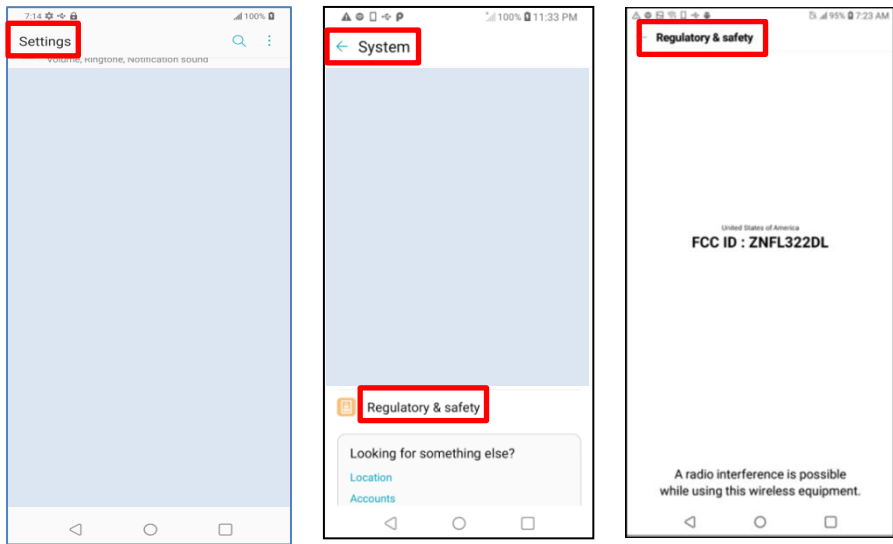 7:14
100%
Settings
Volume, Ringtone, Notification sound
100% 11:33 PM
System
Regulatory & safety
Looking for something else?
Location
Accounts
95% 7:23 AM
Regulatory & safety
United States of America
FCC ID : ZNFL322DL
A radio interference is possible
while using this wireless equipment.